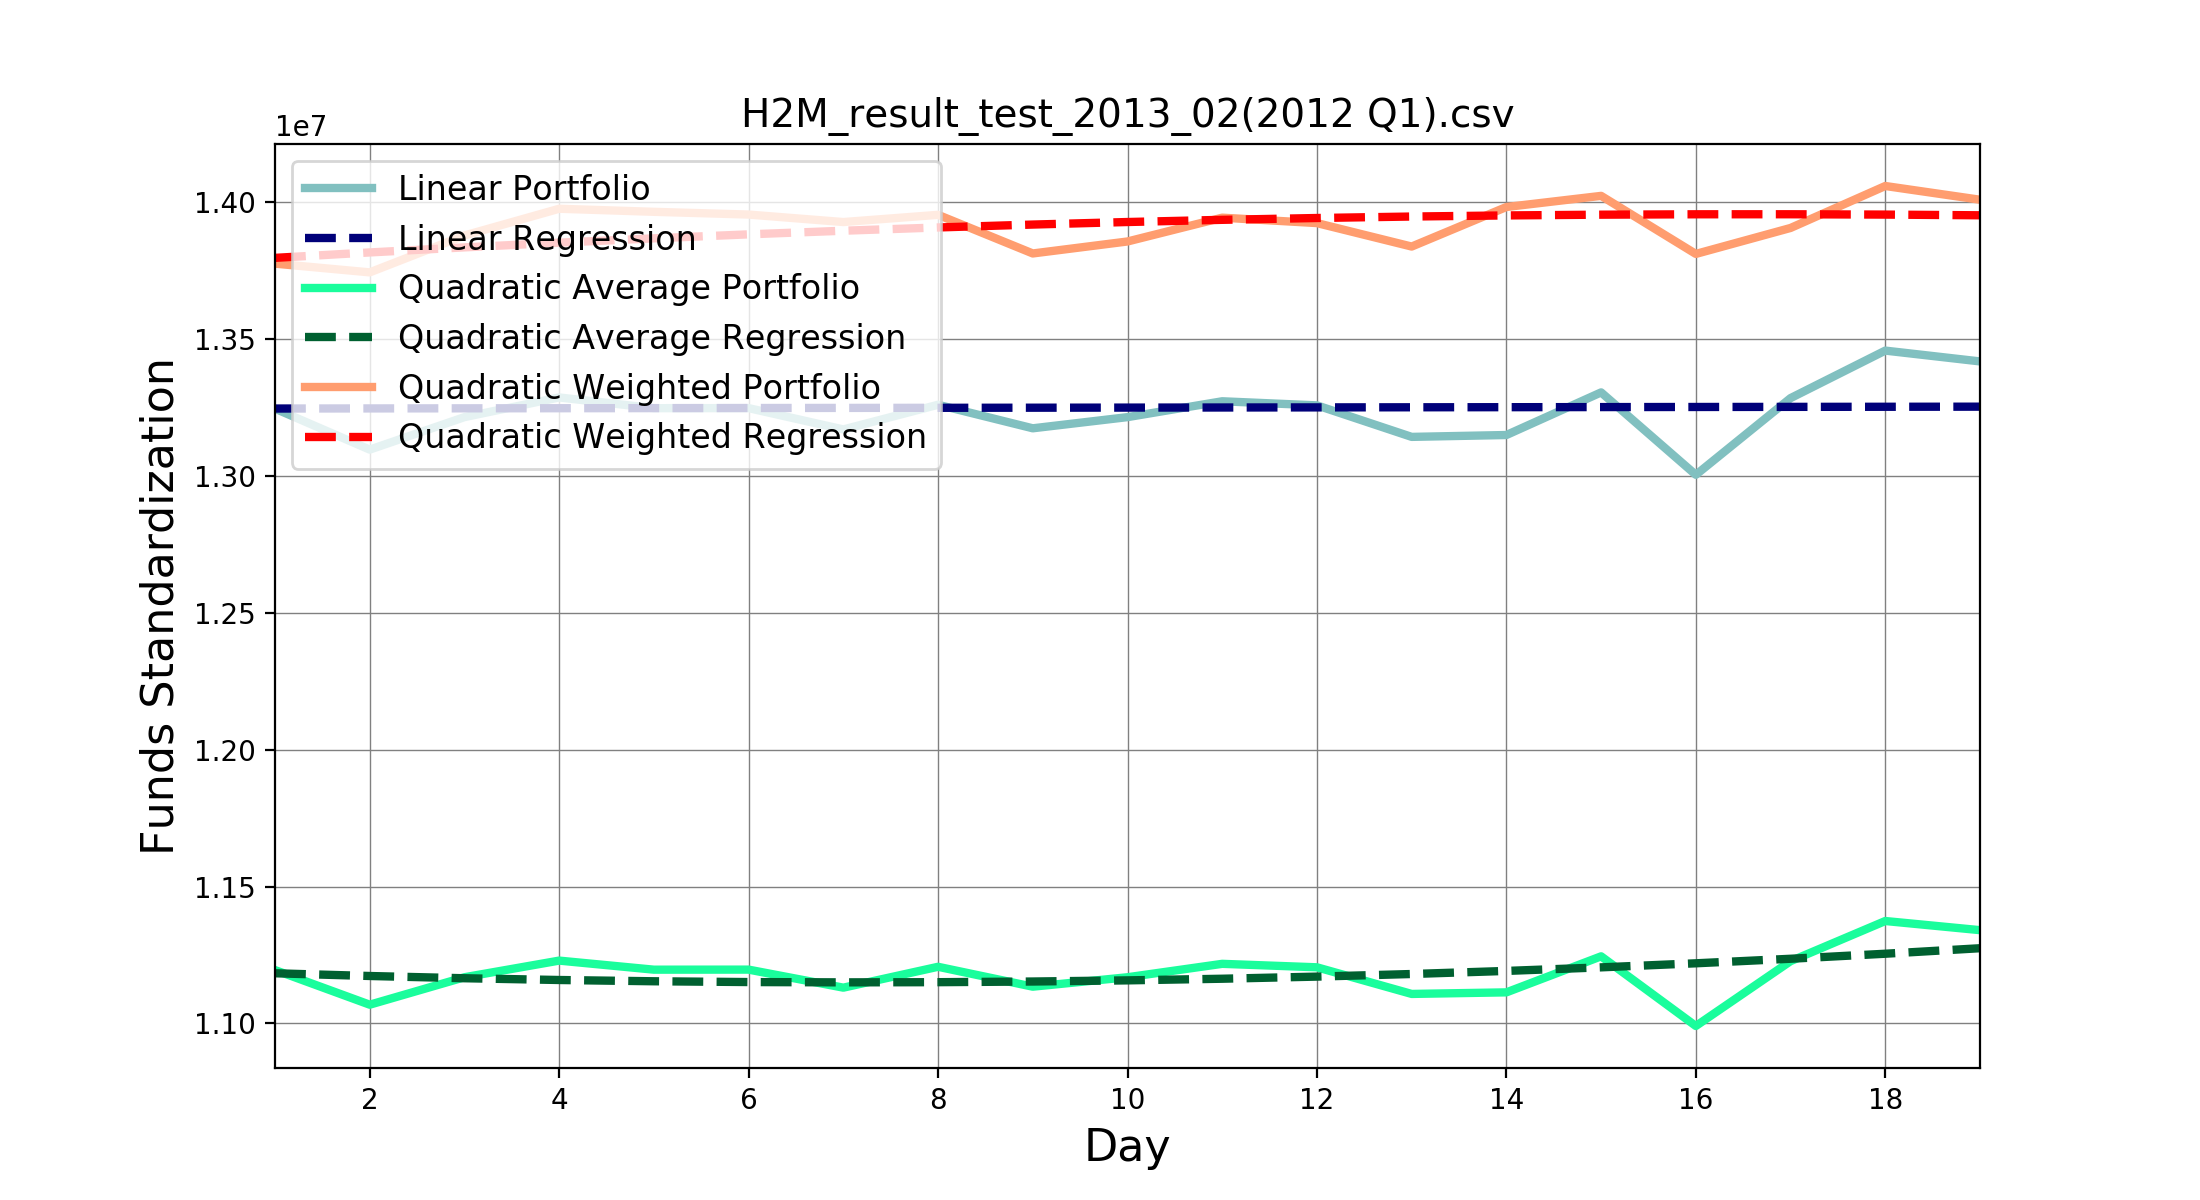 H2M_result_test_2013_02(2012 Q1).csv
1e7
Linear Portfolio
Linear Regression
Quadratic Average Portfolio
Quadratic Average Regression
Quadratic Weighted Portfolio
Quadratic Weighted Regression
1.40
1.35
1.30
1.25
1.20
1.15
1.10
Funds Standardization
2 4 6 8 10 12 14 16 18
Day